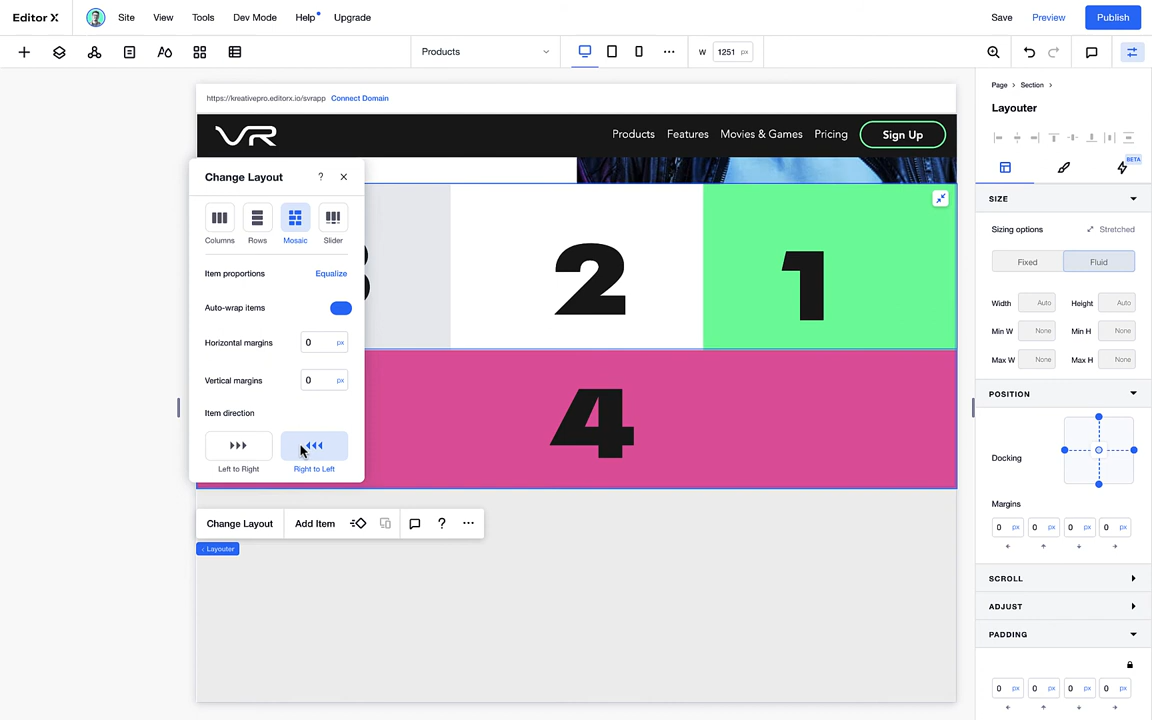 Editor X Site View Tools Dev Mode Help Upgrade Save Preview Publish
Products W 1251 px
https://kreativepro.editorx.io/svrapp Connect Domain
VR Products Features Movies & Games Pricing Sign Up
Change Layout ?
Columns Rows Mosaic Slider
Item proportions Equalize
Auto-wrap items
Horizontal margins 0 px
Vertical margins 0 px
Item direction
Left to Right Right to Left
3 2 1
4
Change Layout Add Item ?
‹ Layouter
Page › Section ›
Layouter
BETA
SIZE
Sizing options Stretched
Fixed Fluid
Width Auto Height Auto
Min W None Min H None
Max W None Max H None
POSITION
Docking
Margins
0 px 0 px 0 px 0 px
SCROLL
ADJUST
PADDING
0 px 0 px 0 px 0 px